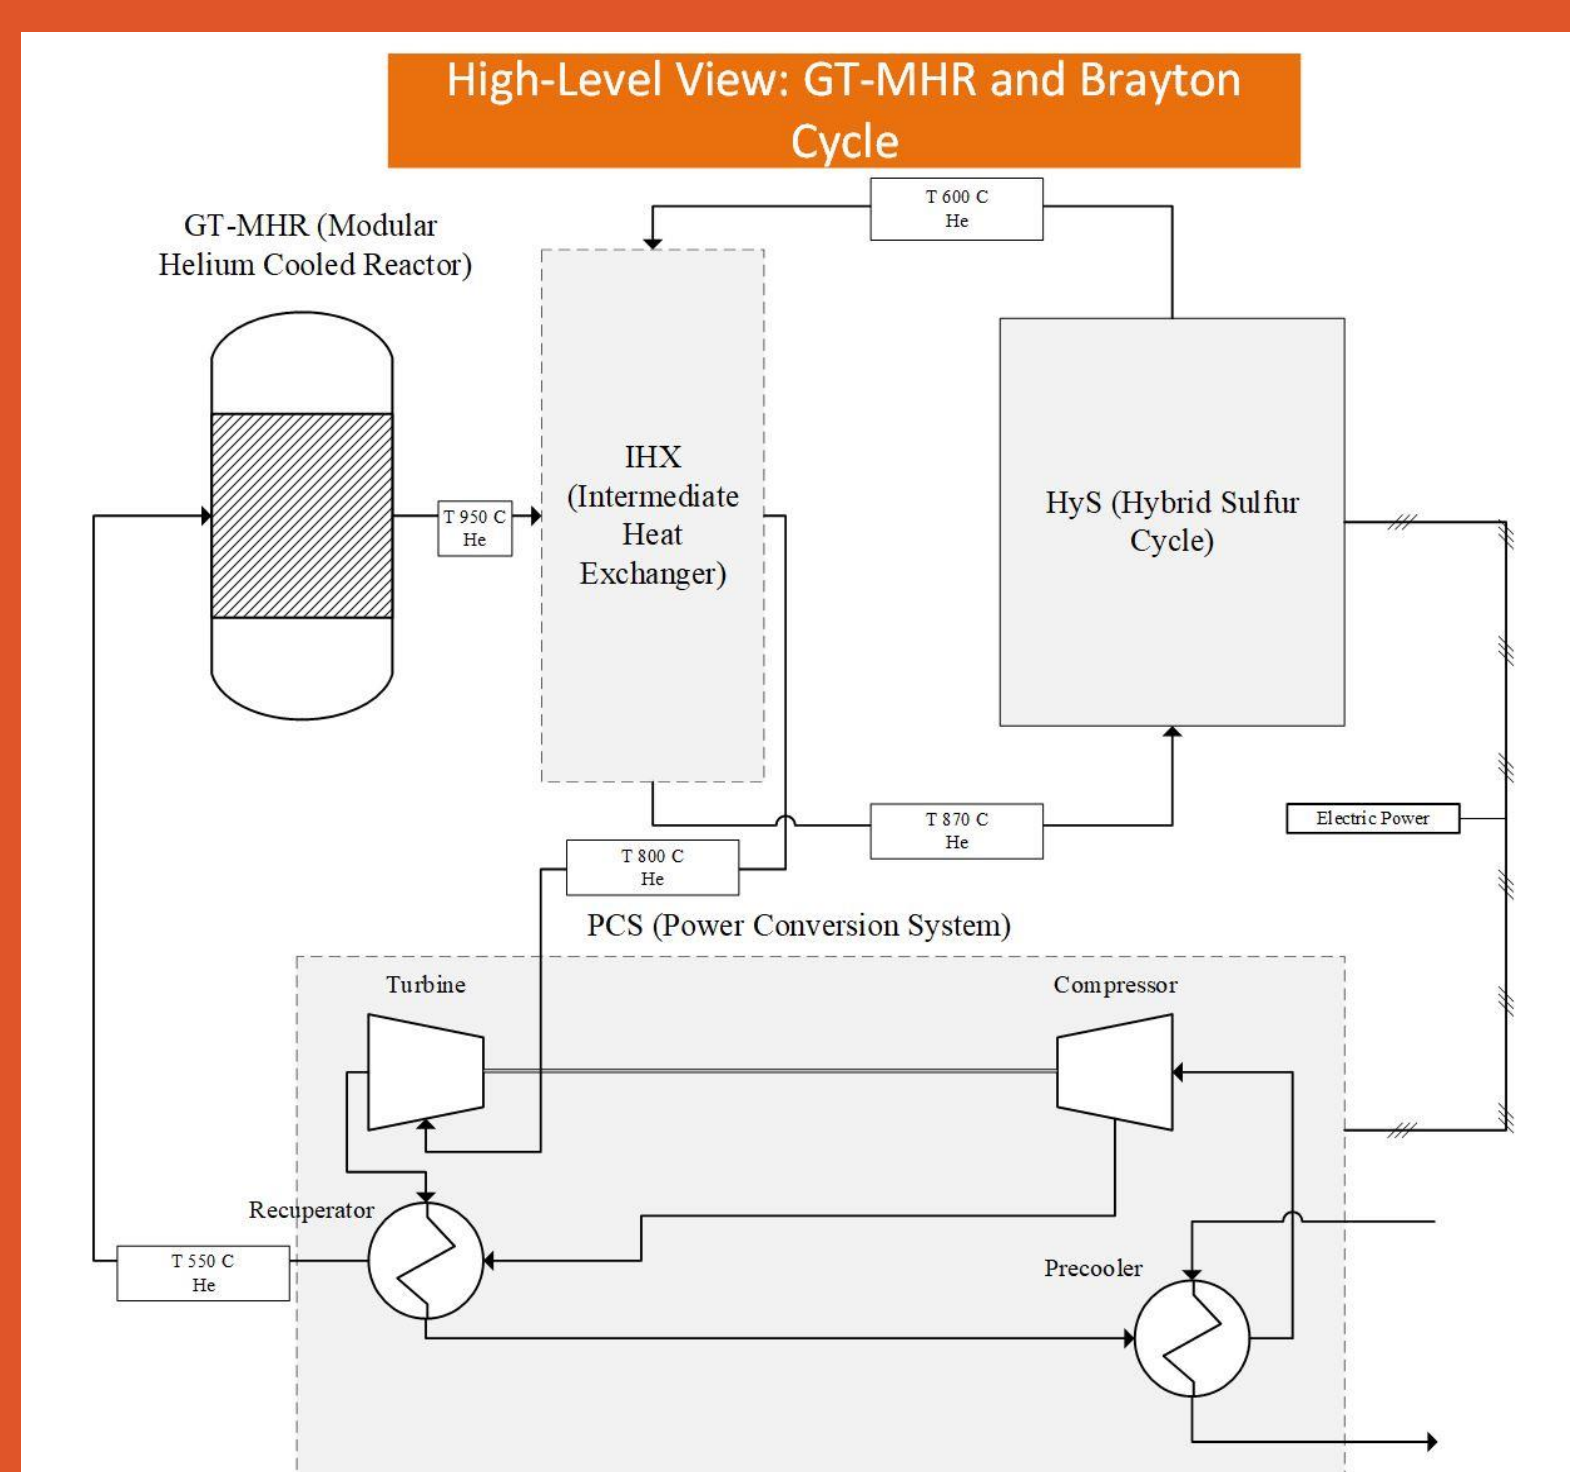 High-Level View: GT-MHR and Brayton
Cycle
T 600 C
He
GT-MHR (Modular
Helium Cooled Reactor)
IHX
(Intermediate
Heat
Exchanger)
HyS (Hybrid Sulfur
Cycle)
T 950 C
He
T 870 C
He
Electric Power
T 800 C
He
PCS (Power Conversion System)
Turbine
Compressor
Recuperator
T 550 C
He
Precooler